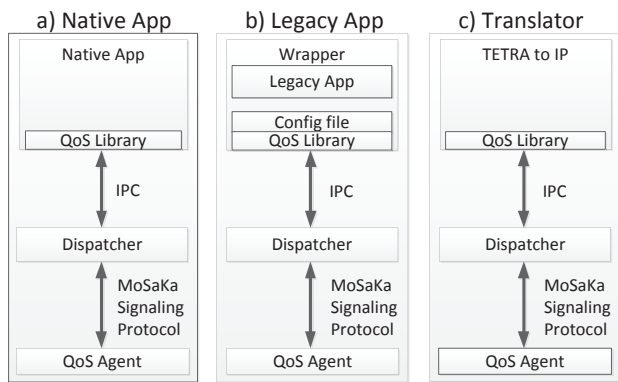 a) Native App
Native App
QoS Library
IPC
Dispatcher
MoSaKa
Signaling
Protocol
QoS Agent
b) Legacy App
Wrapper
Legacy App
Config file
QoS Library
IPC
Dispatcher
MoSaKa
Signaling
Protocol
QoS Agent
c) Translator
TETRA to IP
QoS Library
IPC
Dispatcher
MoSaKa
Signaling
Protocol
QoS Agent